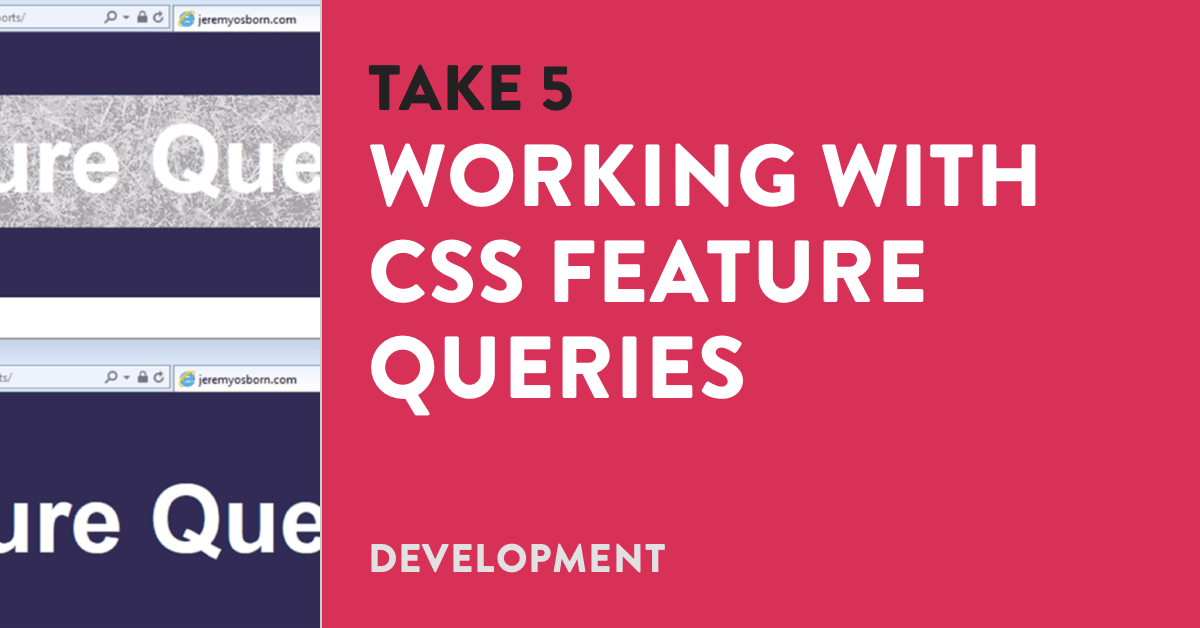 orts/
jeremyosborn.com
ure Que
ts/
jeremyosborn.com
ure Que
TAKE 5
WORKING WITH
CSS FEATURE
QUERIES
DEVELOPMENT